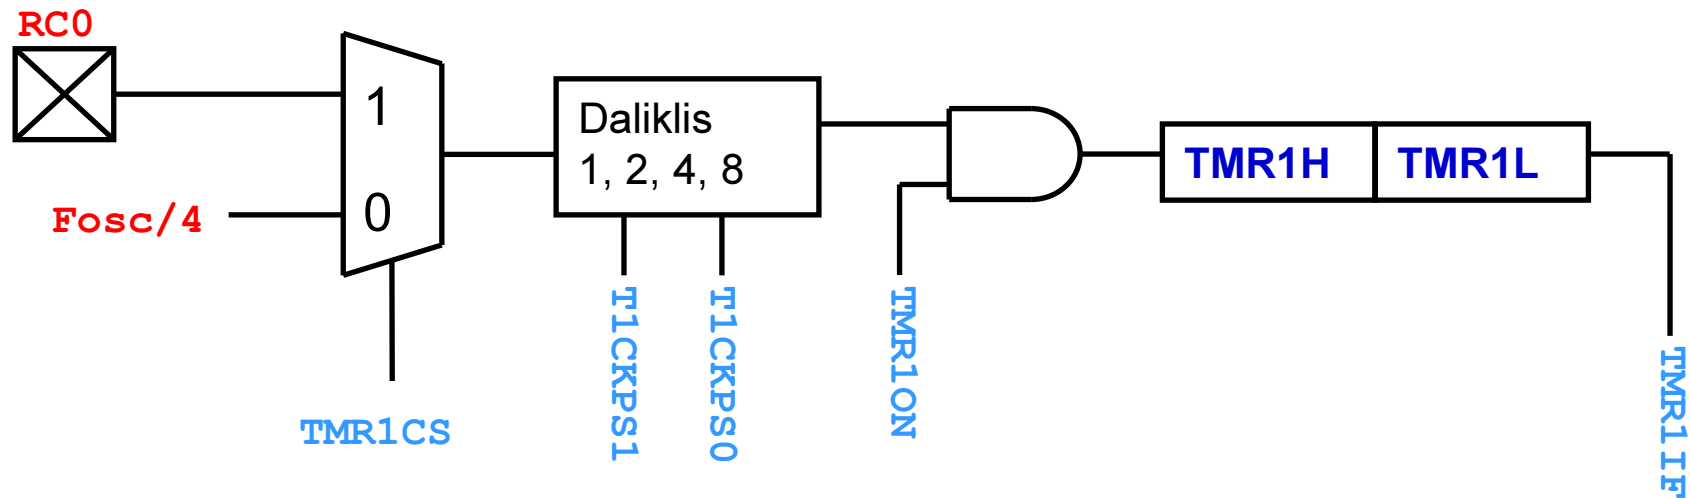 RC0
1
Daliklis
1, 2, 4, 8
TMR1H
TMR1L
Fosc/4
0
TMR1CS
T1CKPS1
T1CKPS0
TMR1ON
TMR1IF